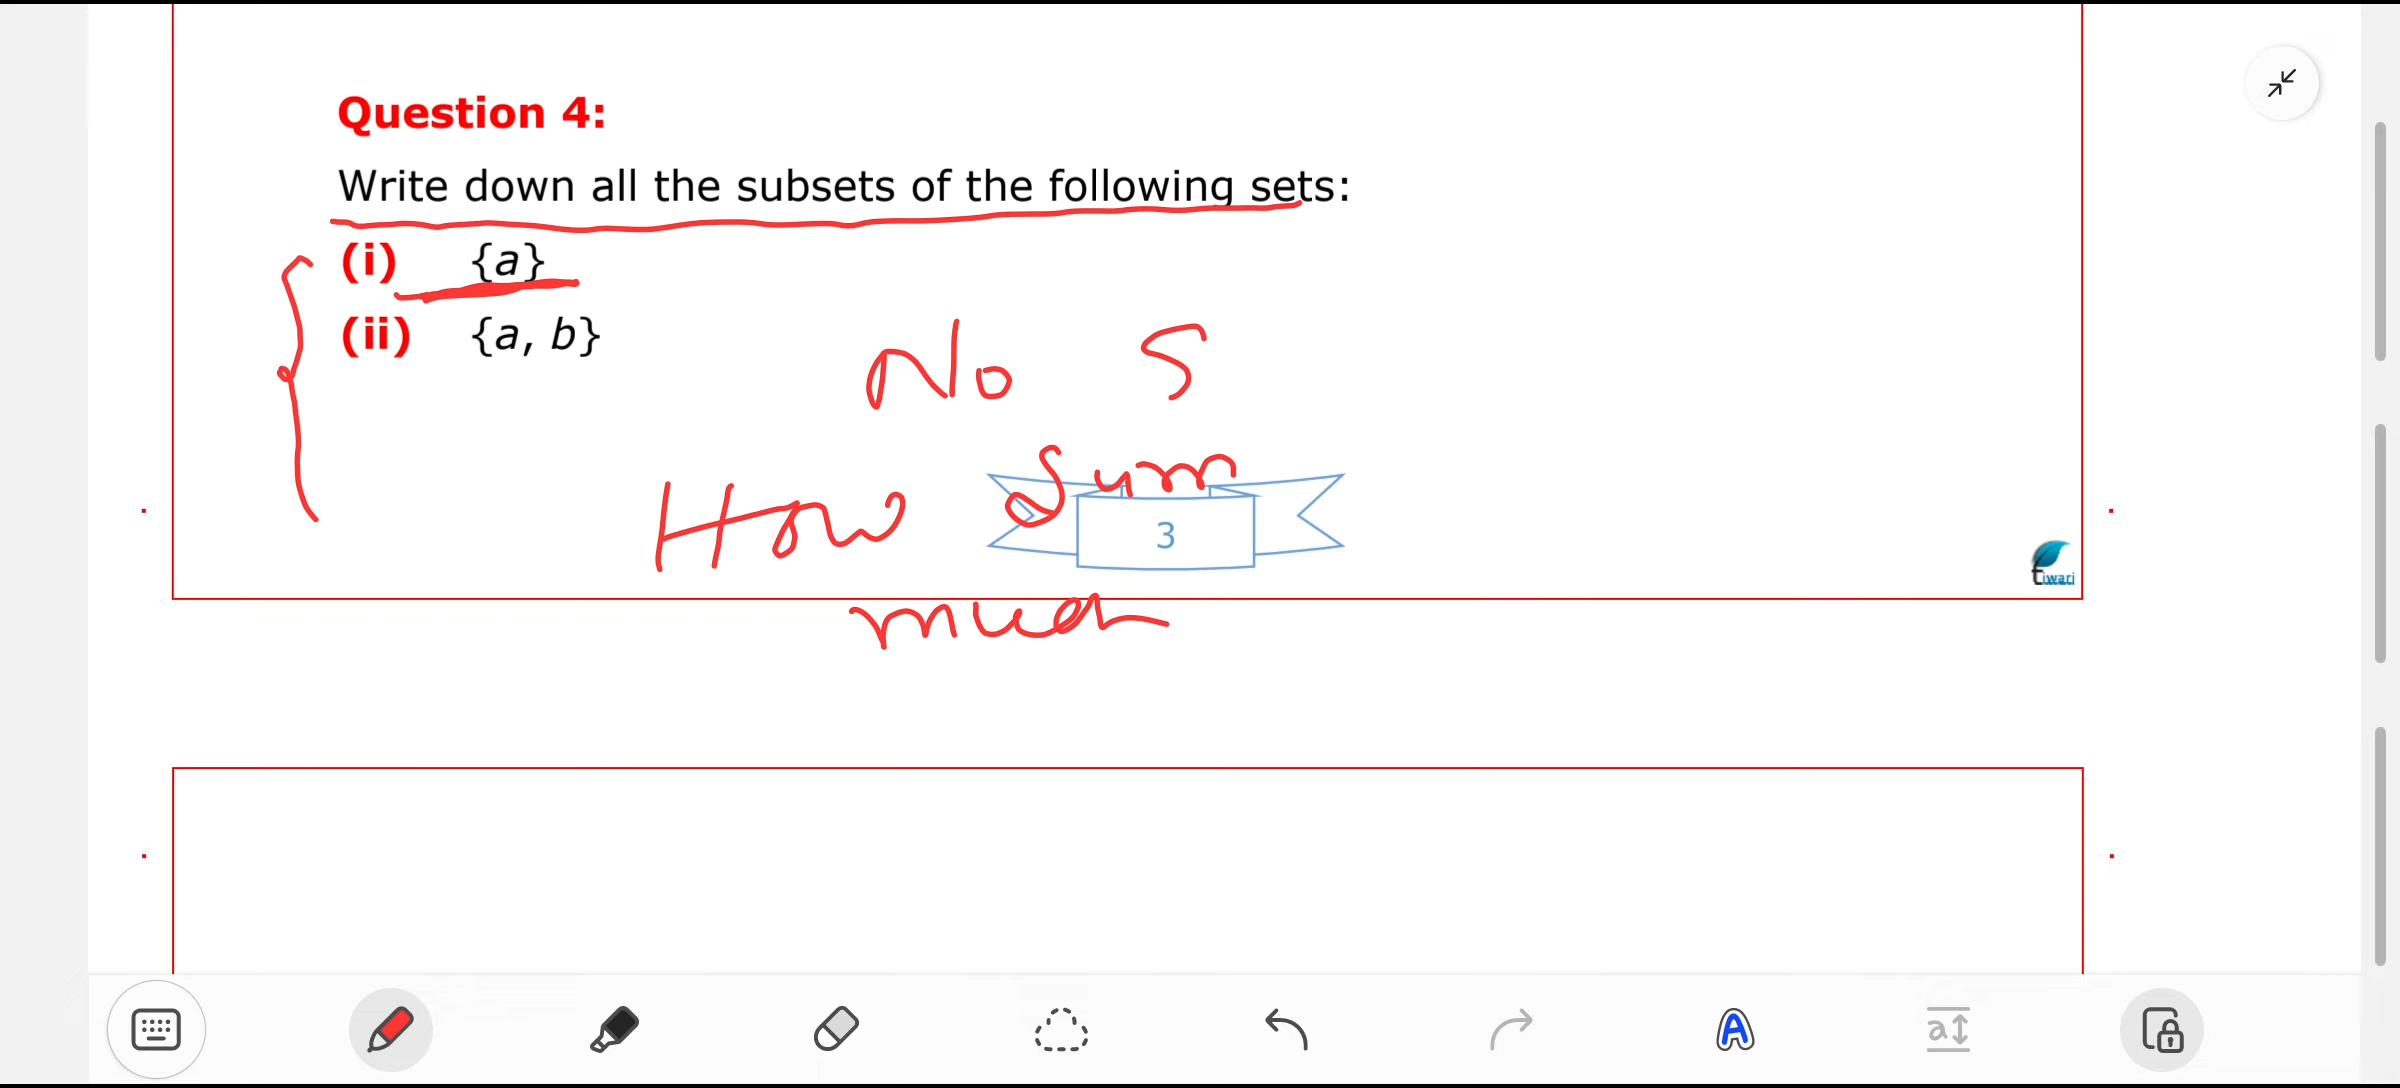 Question 4:
Write down all the subsets of the following sets:
(i) {a}
(ii) {a, b}
No S
How Sum
3
much
tiwari